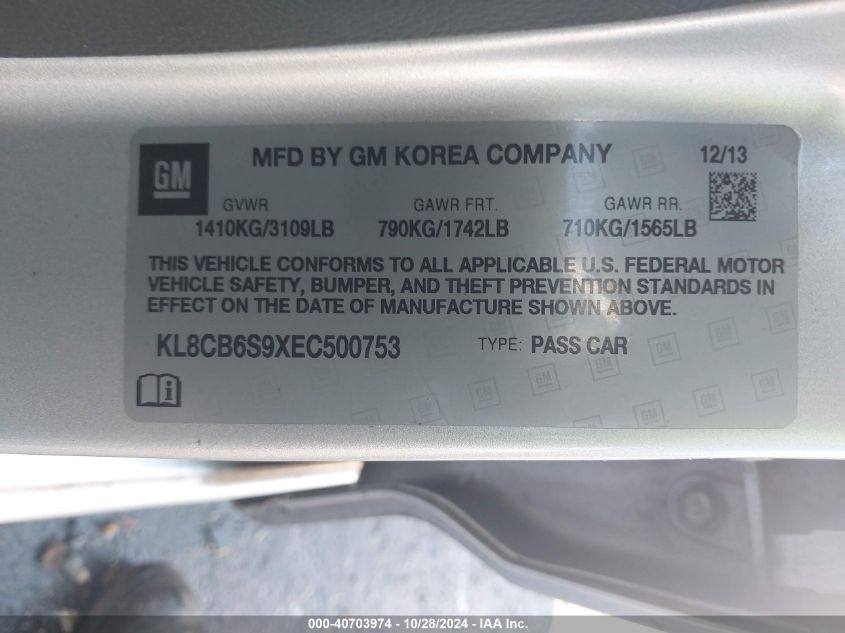 GM
MFD BY GM KOREA COMPANY 12/13
GVWR GAWR FRT. GAWR RR.
1410KG/3109LB 790KG/1742LB 710KG/1565LB
THIS VEHICLE CONFORMS TO ALL APPLICABLE U.S. FEDERAL MOTOR
VEHICLE SAFETY, BUMPER, AND THEFT PREVENTION STANDARDS IN
EFFECT ON THE DATE OF MANUFACTURE SHOWN ABOVE.
KL8CB6S9XEC500753 TYPE: PASS CAR
000-40703974 / 10/28/2024 - IAA Inc.